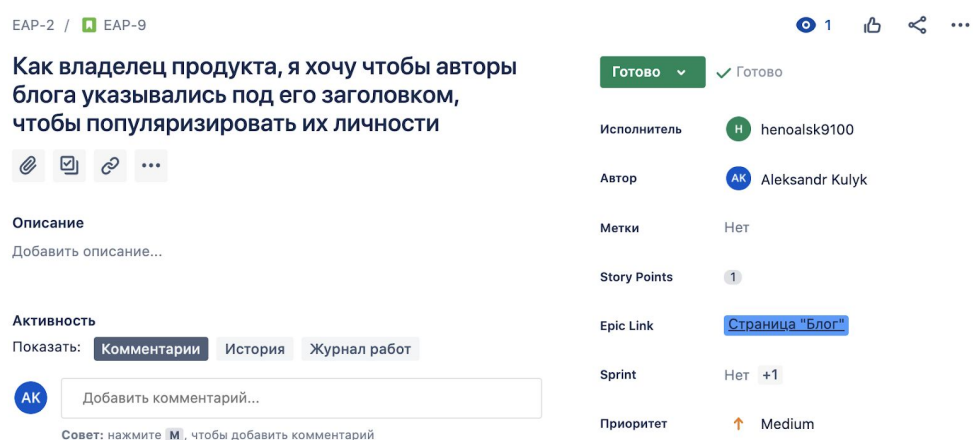 EAP-2 / EAP-9
1
Как владелец продукта, я хочу чтобы авторы
блога указывались под его заголовком,
чтобы популяризировать их личности
Описание
Добавить описание...
Активность
Показать: Комментарии История Журнал работ
АК Добавить комментарий...
Совет: нажмите M, чтобы добавить комментарий
Готово Готово
Исполнитель H henoalsk9100
Автор AK Aleksandr Kulyk
Метки Нет
Story Points 1
Epic Link Страница "Блог"
Sprint Нет +1
Приоритет Medium